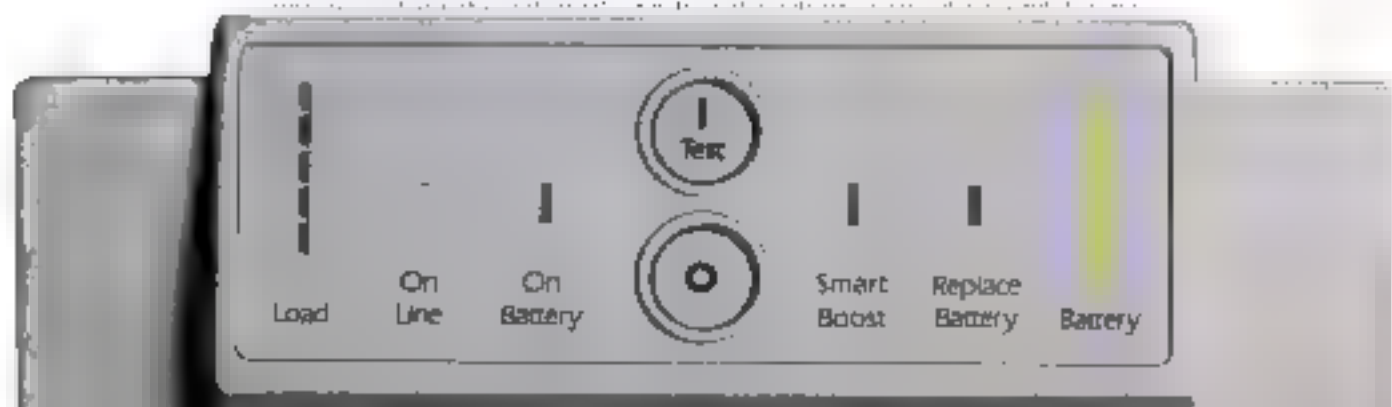 Test
On
Line
On
Battery
Smart
Boost
Replace
Battery
Load
Battery